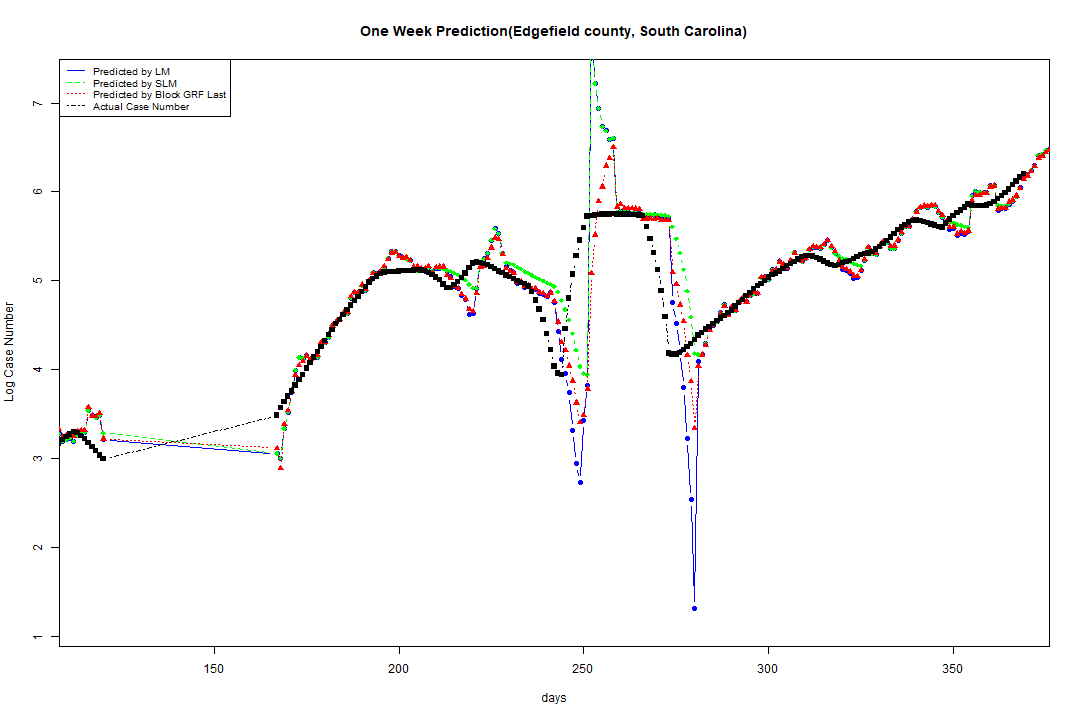 One Week Prediction(Edgefield county, South Carolina)
Predicted by LM
Predicted by SLM
Predicted by Block GRF Last
Actual Case Number
7
6
5
4
3
2
1
Log Case Number
150 200 250 300 350
days